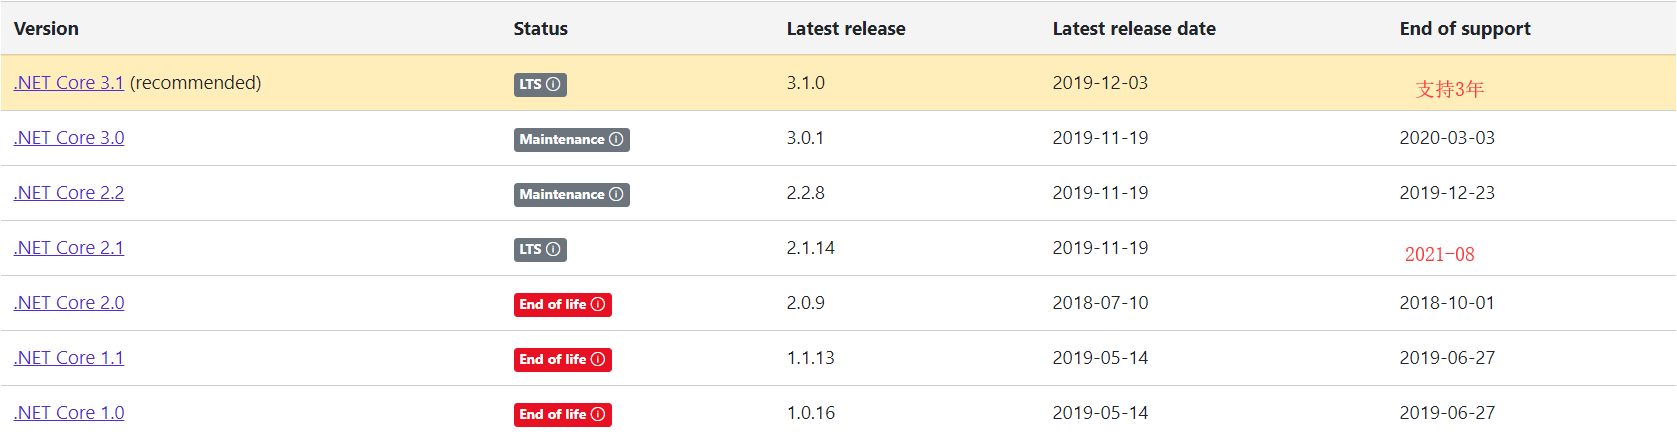 Version Status Latest release Latest release date End of support
.NET Core 3.1 (recommended) LTS ⓘ 3.1.0 2019-12-03 支持3年
.NET Core 3.0 Maintenance ⓘ 3.0.1 2019-11-19 2020-03-03
.NET Core 2.2 Maintenance ⓘ 2.2.8 2019-11-19 2019-12-23
.NET Core 2.1 LTS ⓘ 2.1.14 2019-11-19 2021-08
.NET Core 2.0 End of life ⓘ 2.0.9 2018-07-10 2018-10-01
.NET Core 1.1 End of life ⓘ 1.1.13 2019-05-14 2019-06-27
.NET Core 1.0 End of life ⓘ 1.0.16 2019-05-14 2019-06-27